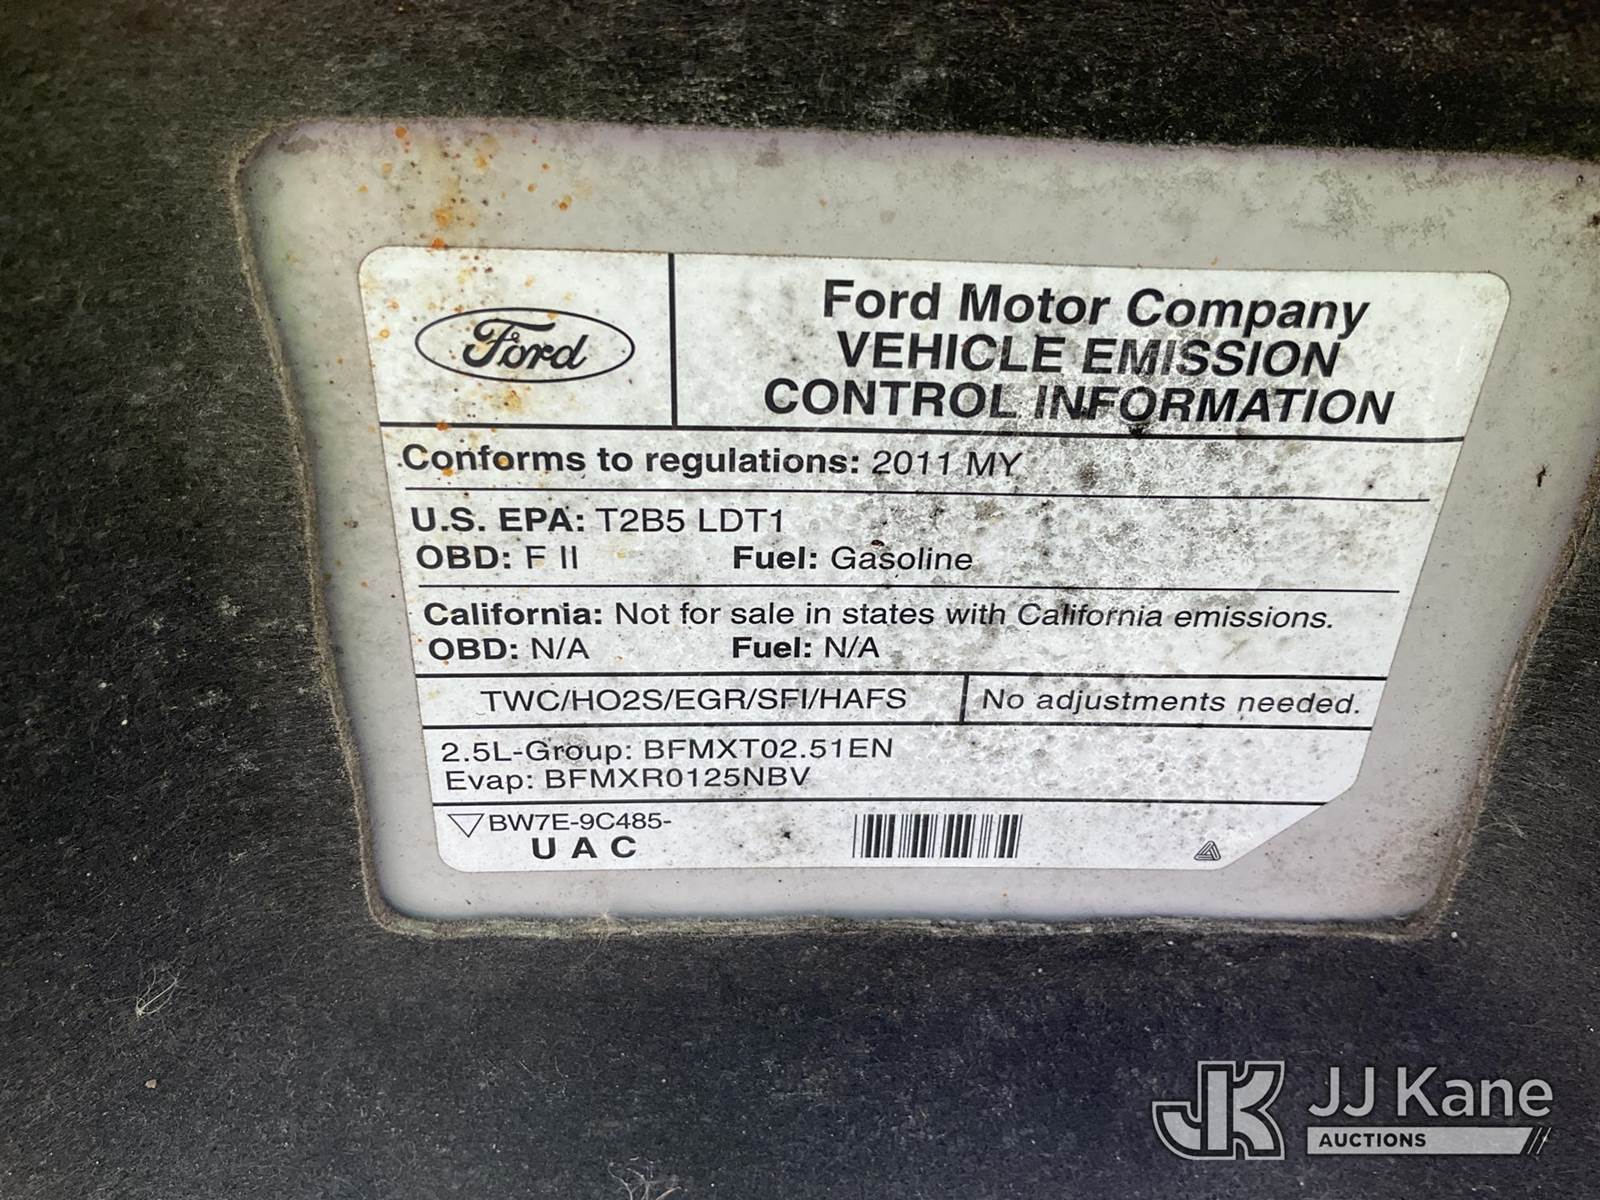 Ford
Ford Motor Company
VEHICLE EMISSION
CONTROL INFORMATION
Conforms to regulations: 2011 MY
U.S. EPA: T2B5 LDT1
OBD: F II Fuel: Gasoline
California: Not for sale in states with California emissions.
OBD: N/A Fuel: N/A
TWC/HO2S/EGR/SFI/HAFS No adjustments needed.
2.5L-Group: BFMXT02.51EN
Evap: BFMXR0125NBV
BW7E-9C485-
U A C
JK JJ Kane
AUCTIONS